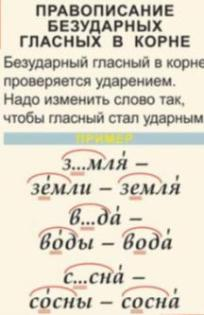 ПРАВОПИСАНИЕ
БЕЗУДАРНЫХ
ГЛАСНЫХ В КОРНЕ
Безударный гласный в корне
проверяется ударением.
Надо изменить слово так,
чтобы гласный стал ударным
ПРИМЕР
з...мля́ –
зе́мли – земля́
в...да́ –
во́ды – вода́
с...сна́ –
со́сны – сосна́